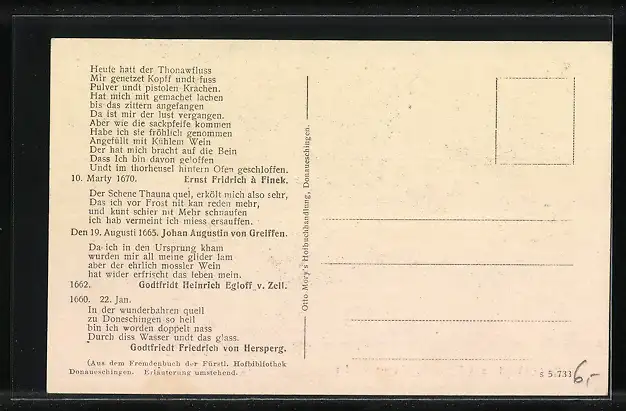 Heute hatt der Thonawfluss
Mir genetzet Kopff undt fuss
Pulver undt pistolen Krachen.
Hat mich mit gemachet lachen
bis das zittern angefangen
Da ist mir der lust vergangen.
Aber wie die sackpfeife kommen
Habe ich sie fröhlich genommen
Angefüllt mit Kühlem Wein
Der hat mich bracht auf die Bein
Dass Ich bin davon geloffen
Undt im thorheusel hintern Ofen geschloffen.
10. Marty 1670. Ernst Fridrich à Finek.
Der Schene Thauna quel, erkölt mich also sehr,
Das ich vor Frost nit kan reden mehr,
und kunt schier nit Mehr schnaufen
ich hab vermeint ich miess ersauffen.
Den 19. Augusti 1665. Johan Augustin von Greiffen.
Da ich in den Ursprung kham
wurden mir all meine glider lam
aber der ehrlich mossler Wein
hat wider erfrischt das leben mein.
1662. Godtfridt Heinrich Egloff v. Zell.
1660. 22. Jan.
In der wunderbahren quell
zu Doneschingen so hell
bin ich worden doppelt nass
Durch diss Wasser undt das glass.
Godtfriedt Friedrich von Hersperg.
(Aus dem Fremdenbuch der Fürstl. Hofbibliothek
Donaueschingen. Erläuterung umstehend.
Otto Mory's Hofbuchhandlung, Donaueschingen.
S 5733
6,-